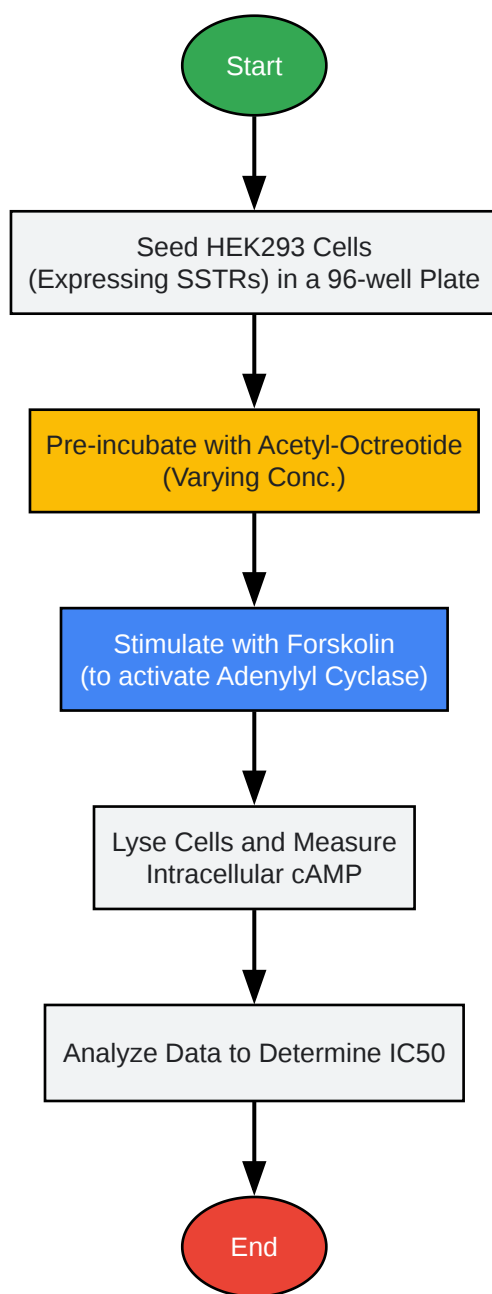 Start
Seed HEK293 Cells
(Expressing SSTRs) in a 96-well Plate
Pre-incubate with Acetyl-Octreotide
(Varying Conc.)
Stimulate with Forskolin
(to activate Adenylyl Cyclase)
Lyse Cells and Measure
Intracellular cAMP
Analyze Data to Determine IC50
End